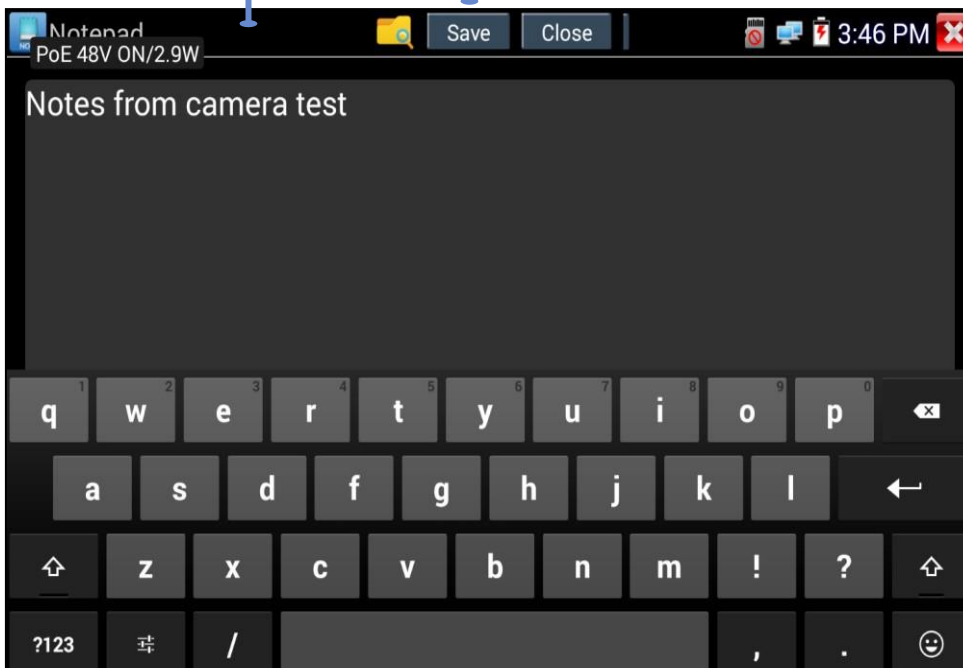 Notepad
Save Close
3:46 PM
PoE 48V ON/2.9W
Notes from camera test
1 2 3 4 5 6 7 8 9 0
q w e r t y u i o p
a s d f g h j k l
z x c v b n m ! ?
?123 / , .